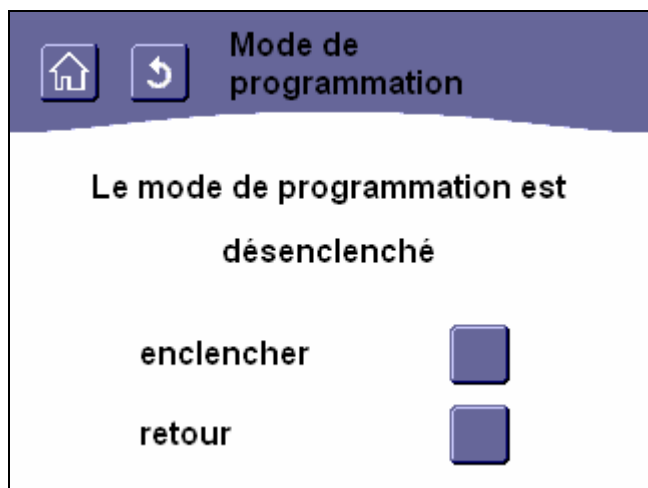 Mode de
programmation
Le mode de programmation est
désenclenché
enclencher
retour